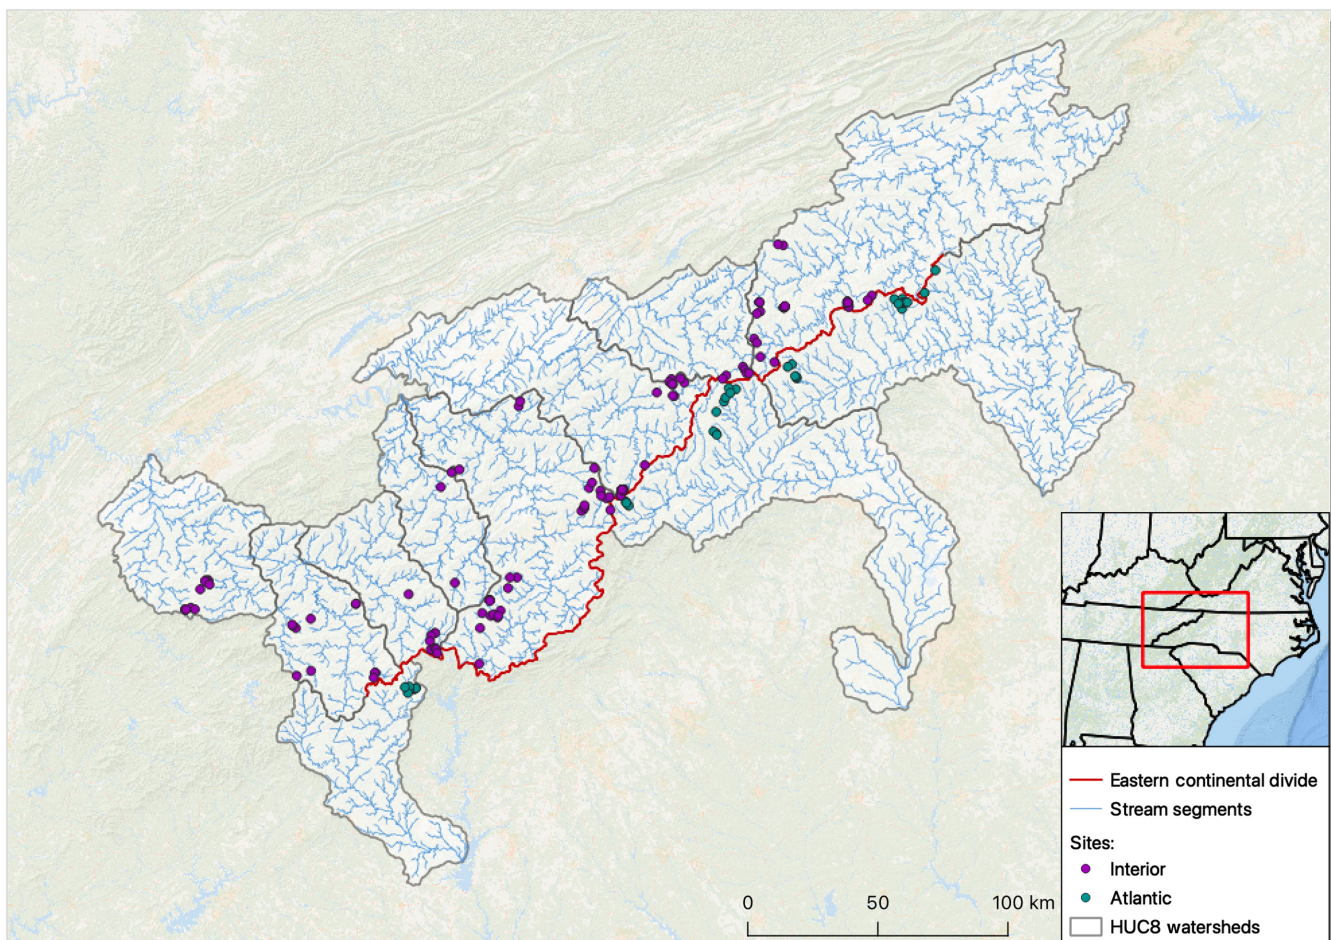 Eastern continental divide
Stream segments
Sites:
Interior
Atlantic
HUC8 watersheds
0 50 100 km